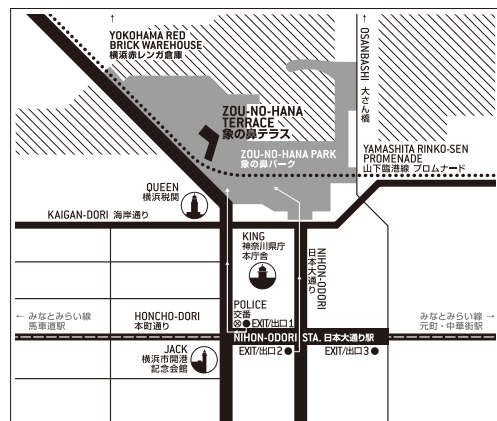 ↑
YOKOHAMA RED
BRICK WAREHOUSE
横浜赤レンガ倉庫
↑
OSANBASHI 大さん橋
ZOU-NO-HANA
TERRACE
象の鼻テラス
ZOU-NO-HANA PARK
象の鼻パーク
YAMASHITA RINKO-SEN
PROMENADE
山下臨港線 プロムナード
QUEEN
横浜税関
KAIGAN-DORI 海岸通り
KING
神奈川県庁
本庁舎
NIHON-ODORI
日本大通り
POLICE
交番
EXIT/出口1
← みなとみらい線
馬車道駅
HONCHO-DORI
本町通り
みなとみらい線 →
元町・中華街駅
NIHON-ODORI STA. 日本大通り駅
EXIT/出口2
EXIT/出口3
JACK
横浜市開港
記念会館